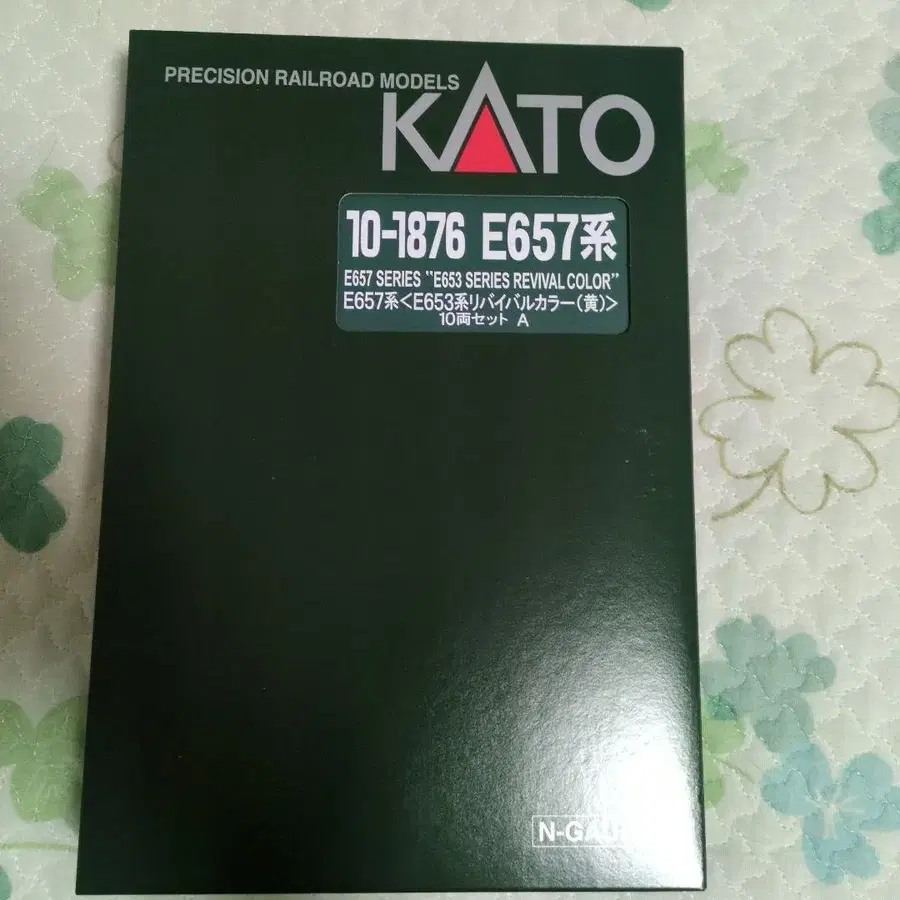 PRECISION RAILROAD MODELS
KATO
10-1876 E657系
E657 SERIES "E653 SERIES REVIVAL COLOR"
E657系<E653系リバイバルカラー(黄)>
10両セット A